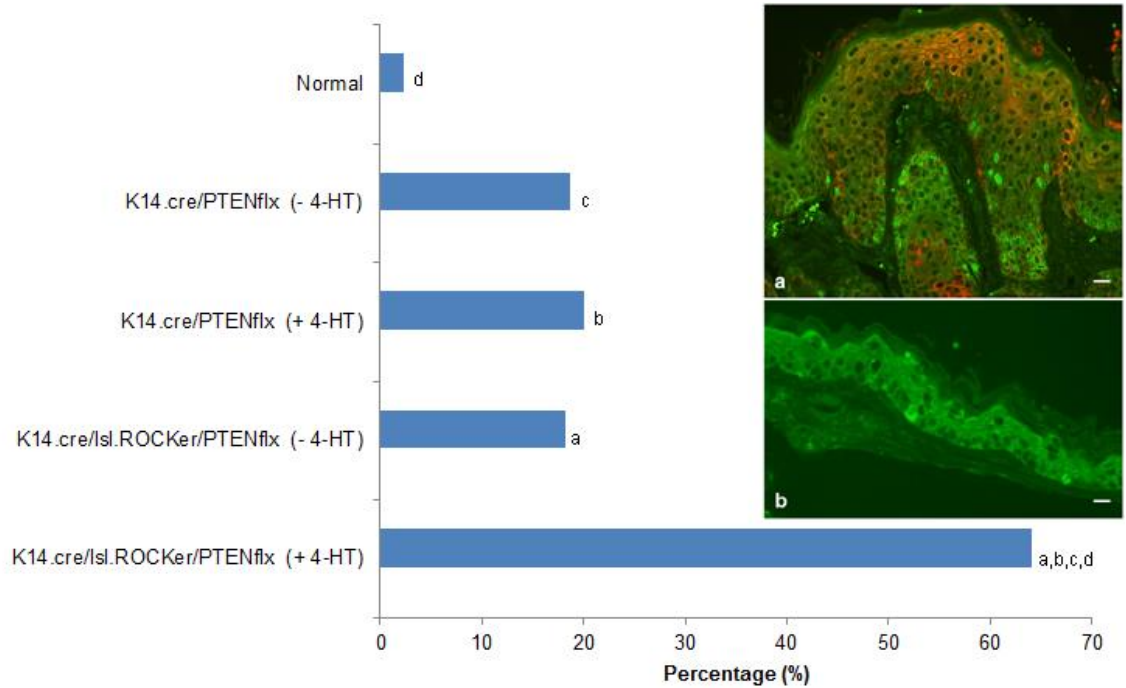 Normal
d
K14.cre/PTENflx (- 4-HT)
c
K14.cre/PTENflx (+ 4-HT)
b
K14.cre/lsl.ROCKer/PTENflx (- 4-HT)
a
K14.cre/lsl.ROCKer/PTENflx (+ 4-HT)
a,b,c,d
0 10 20 30 40 50 60 70
Percentage (%)
a
b